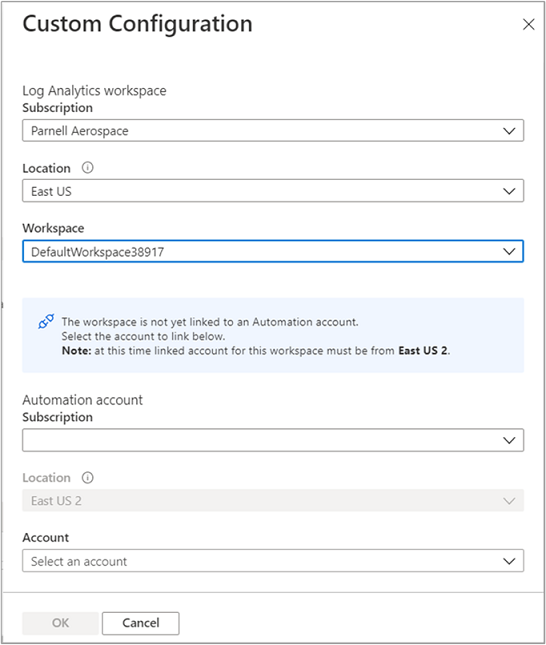 Custom Configuration
Log Analytics workspace
Subscription
Parnell Aerospace
Location
East US
Workspace
DefaultWorkspace38917
The workspace is not yet linked to an Automation account.
Select the account to link below.
Note: at this time linked account for this workspace must be from East US 2.
Automation account
Subscription
Location
East US 2
Account
Select an account
OK Cancel